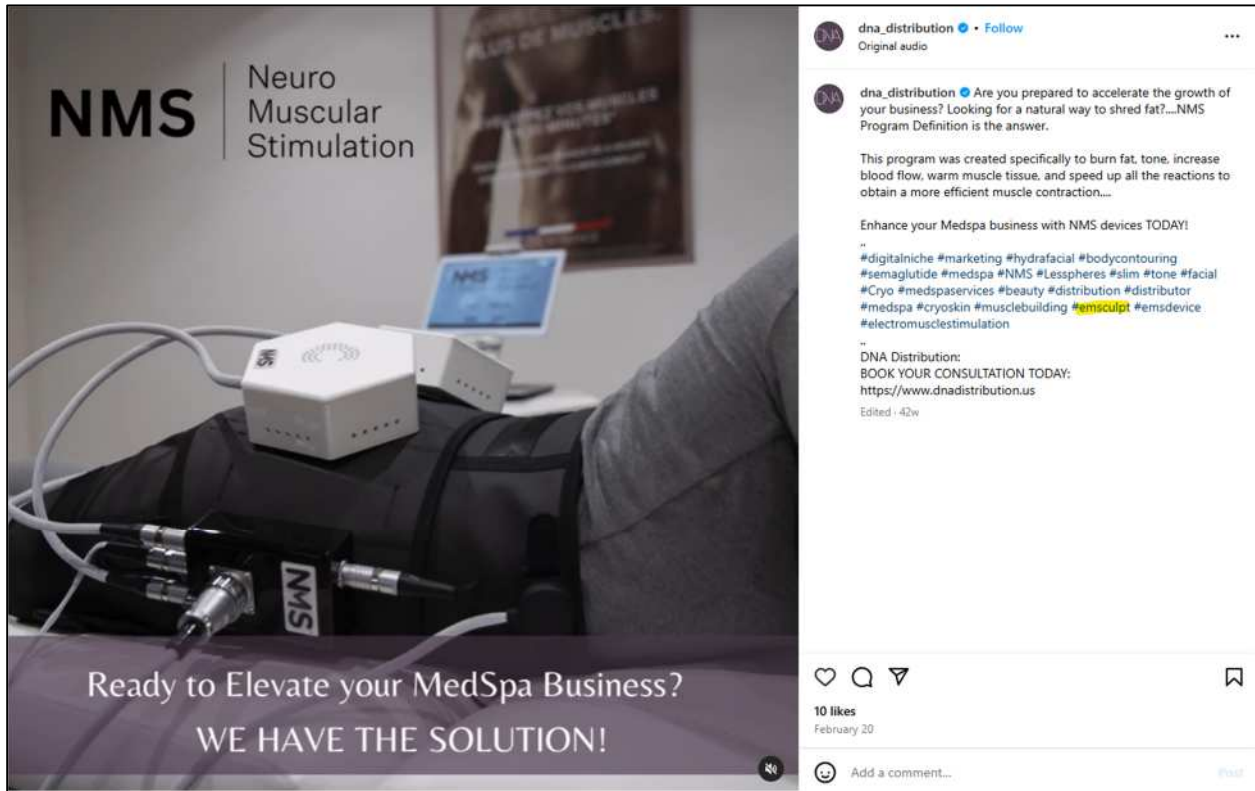 NMS
Neuro
Muscular
Stimulation
PLUS DE MUSCLES.
NMS
NMS
NMS
Ready to Elevate your MedSpa Business?
WE HAVE THE SOLUTION!
DNA
dna_distribution • Follow
Original audio
DNA
dna_distribution Are you prepared to accelerate the growth of
your business? Looking for a natural way to shred fat?....NMS
Program Definition is the answer.
This program was created specifically to burn fat, tone, increase
blood flow, warm muscle tissue, and speed up all the reactions to
obtain a more efficient muscle contraction....
Enhance your Medspa business with NMS devices TODAY!
..
#digitalniche #marketing #hydrafacial #bodycontouring
#semaglutide #medspa #NMS #Lesspheres #slim #tone #facial
#Cryo #medspaservices #beauty #distribution #distributor
#medspa #cryoskin #musclebuilding #emsculpt #emsdevice
#electromusclestimulation
..
DNA Distribution:
BOOK YOUR CONSULTATION TODAY:
https://www.dnadistribution.us
Edited · 42w
10 likes
February 20
Add a comment...
Post